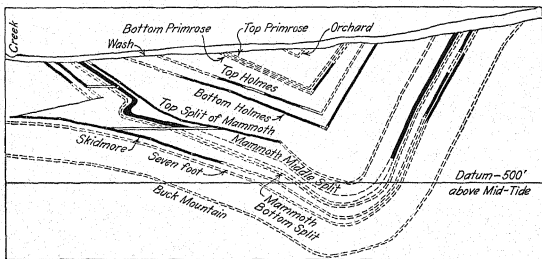 Creek
Bottom Primrose
Top Primrose
Orchard
Wash
Top Holmes
Bottom Holmes
Top Split of Mammoth
Mammoth Middle Split
Skidmore
Seven foot
Mammoth
Bottom Split
Buck Mountain
Datum-500'
above Mid-Tide